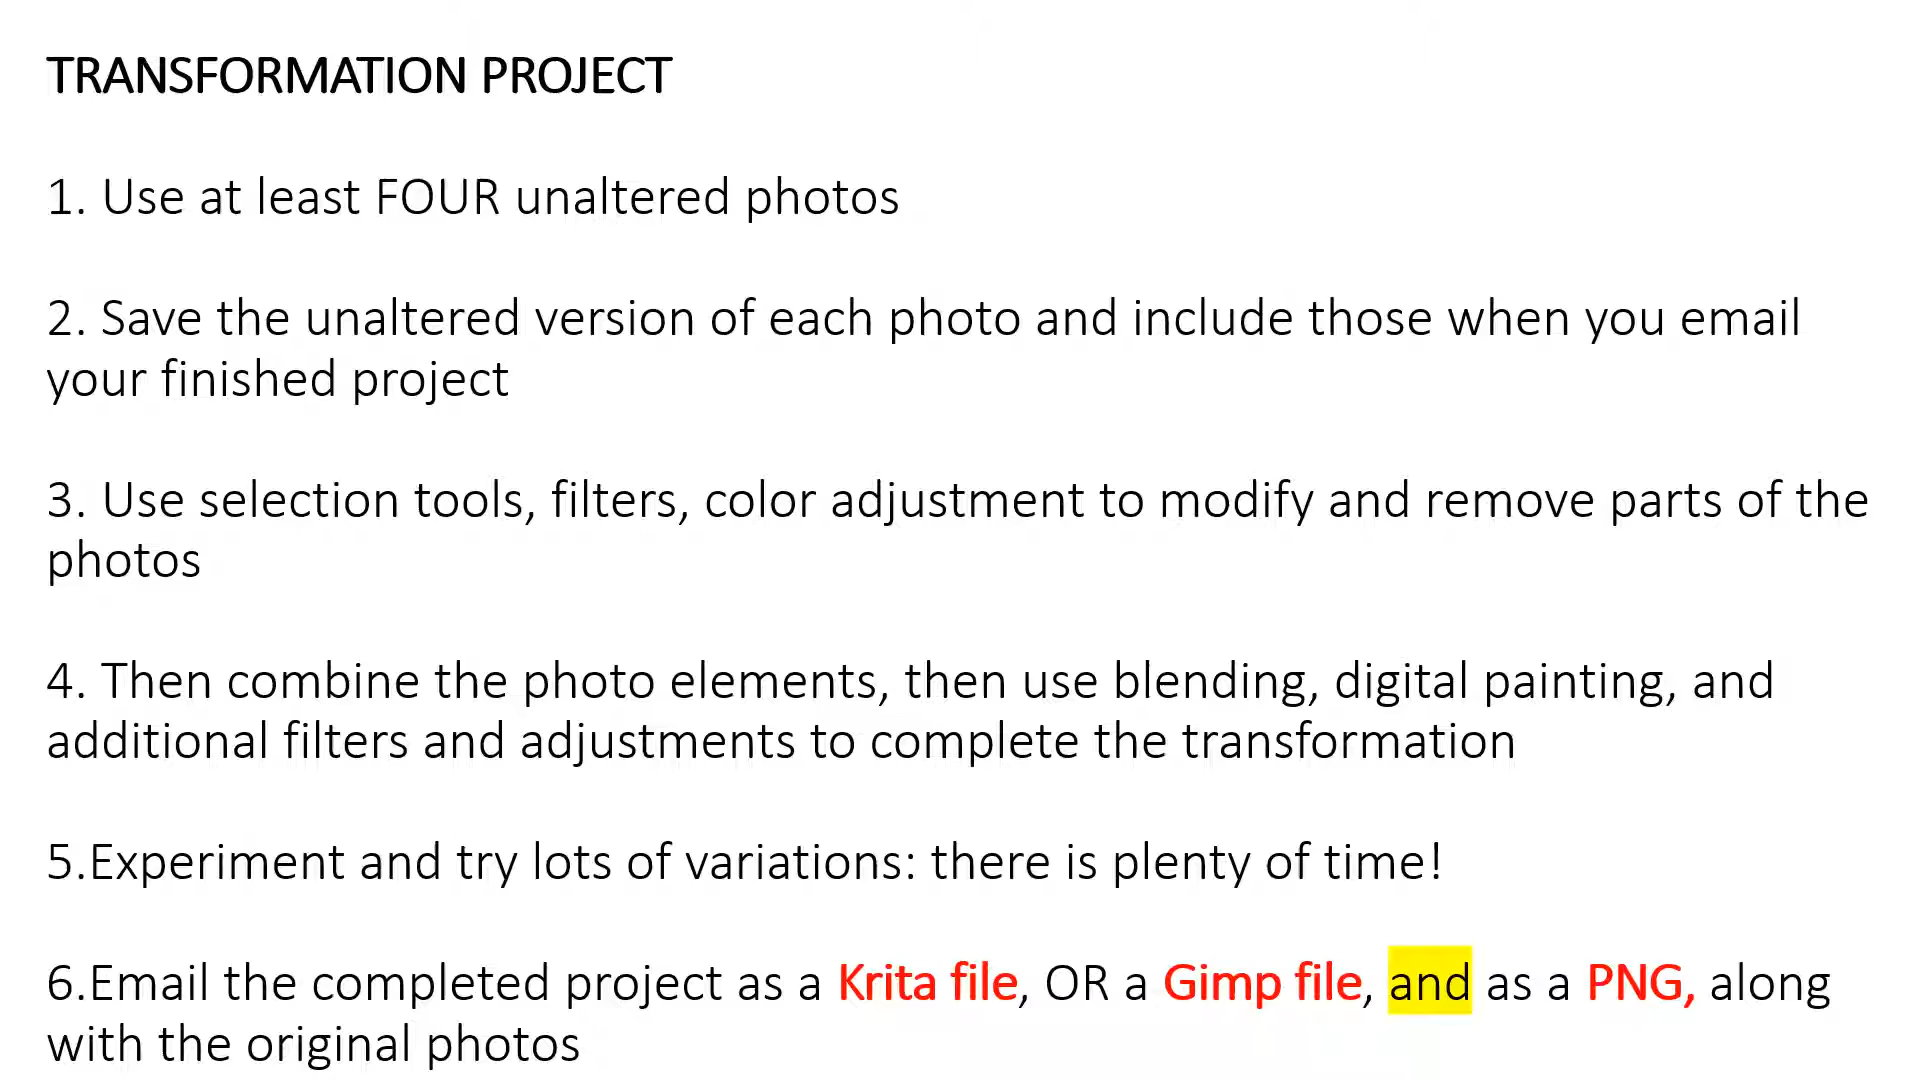 TRANSFORMATION PROJECT
1. Use at least FOUR unaltered photos
2. Save the unaltered version of each photo and include those when you email
your finished project
3. Use selection tools, filters, color adjustment to modify and remove parts of the
photos
4. Then combine the photo elements, then use blending, digital painting, and
additional filters and adjustments to complete the transformation
5.Experiment and try lots of variations: there is plenty of time!
6.Email the completed project as a Krita file, OR a Gimp file, and as a PNG, along
with the original photos